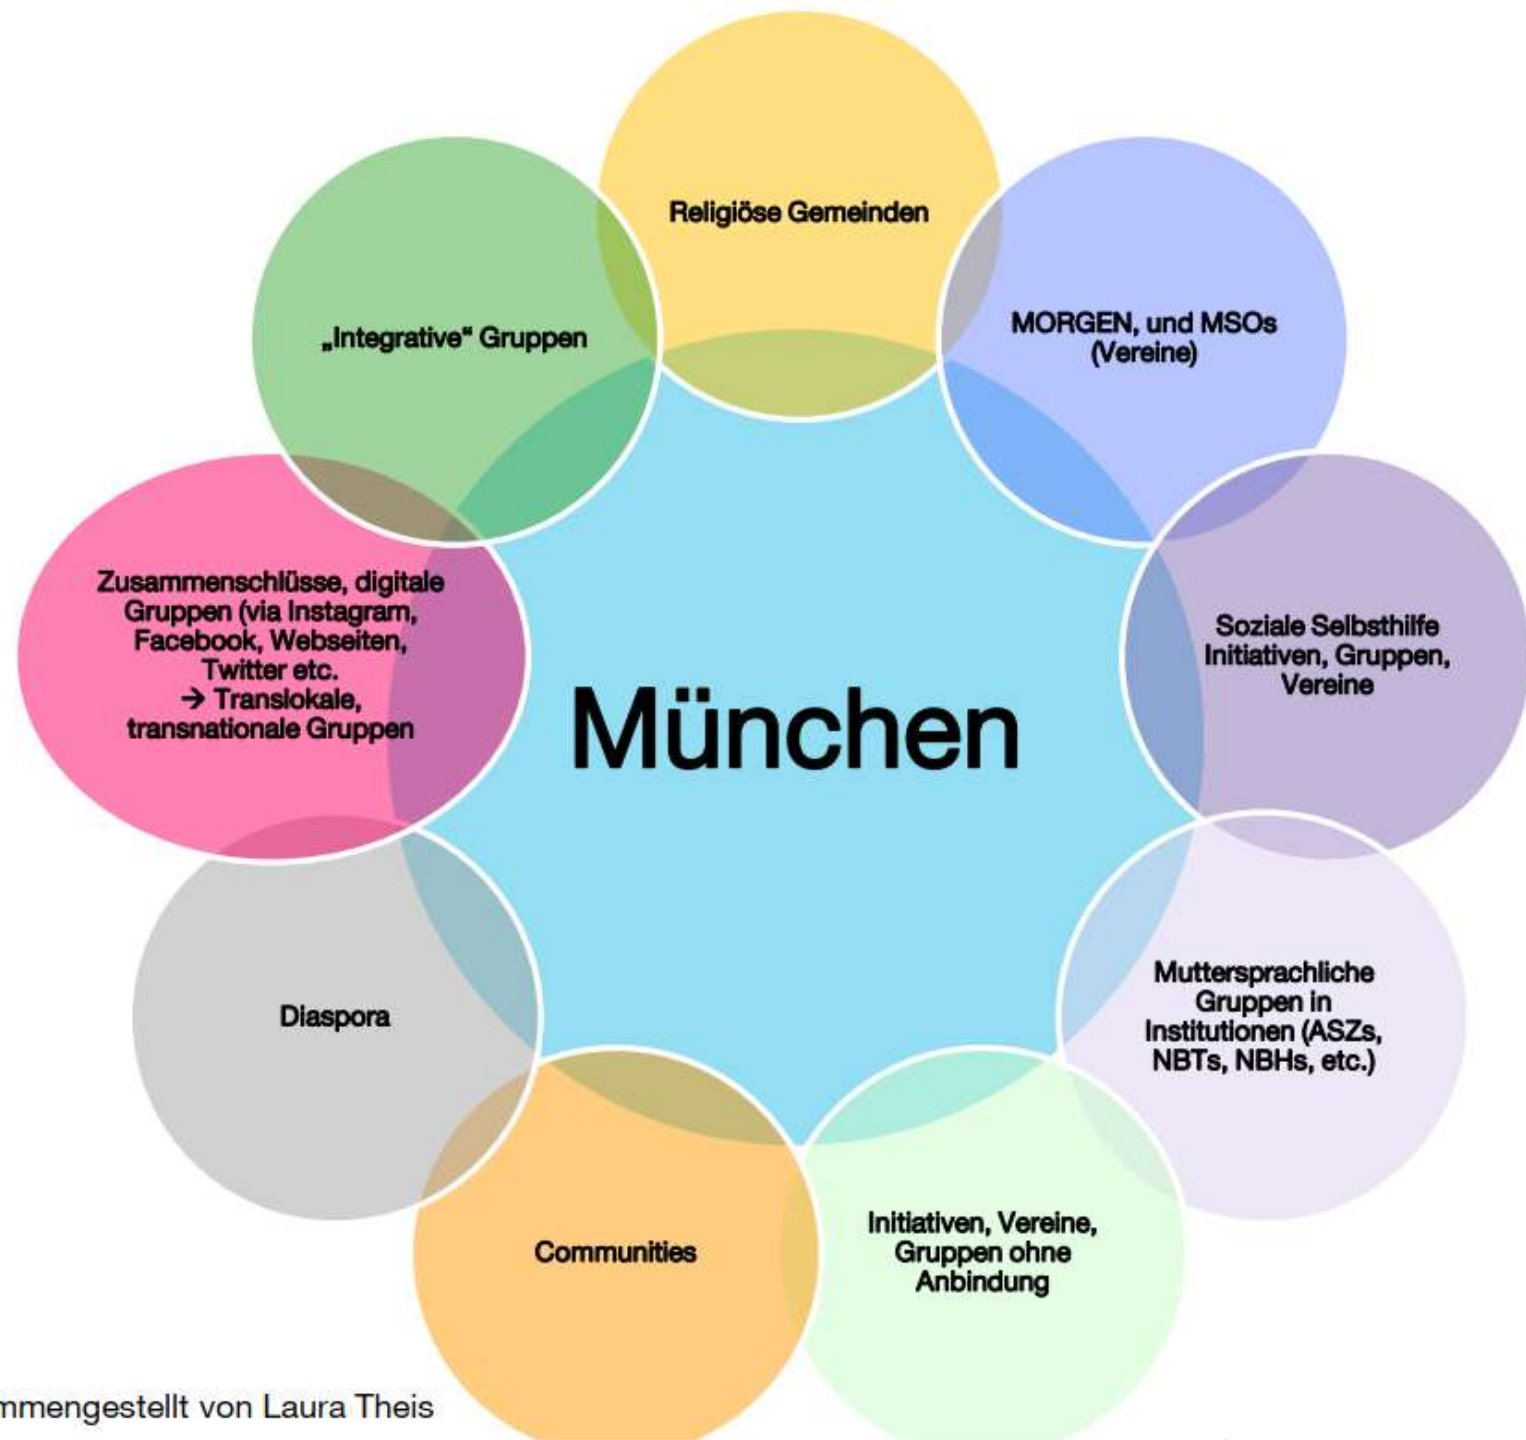 Religiöse Gemeinden
MORGEN, und MSOs
(Vereine)
„Integrative“ Gruppen
Zusammenschlüsse, digitale
Gruppen (via Instagram,
Facebook, Webseiten,
Twitter etc.
→ Translokale,
transnationale Gruppen
Soziale Selbsthilfe
Initiativen, Gruppen,
Vereine
München
Muttersprachliche
Gruppen in
Institutionen (ASZs,
NBTs, NBHs, etc.)
Diaspora
Communities
Initiativen, Vereine,
Gruppen ohne
Anbindung
mmengestellt von Laura Theis